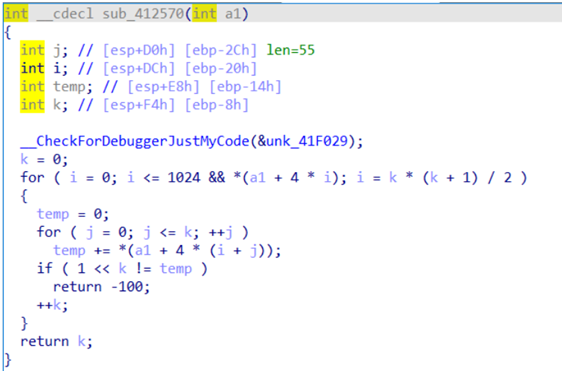 int __cdecl sub_412570(int a1)
{
  int j; // [esp+D0h] [ebp-2Ch] len=55
  int i; // [esp+DCh] [ebp-20h]
  int temp; // [esp+E8h] [ebp-14h]
  int k; // [esp+F4h] [ebp-8h]

  __CheckForDebuggerJustMyCode(&unk_41F029);
  k = 0;
  for ( i = 0; i <= 1024 && *(a1 + 4 * i); i = k * (k + 1) / 2 )
  {
    temp = 0;
    for ( j = 0; j <= k; ++j )
      temp += *(a1 + 4 * (i + j));
    if ( 1 << k != temp )
      return -100;
    ++k;
  }
  return k;
}